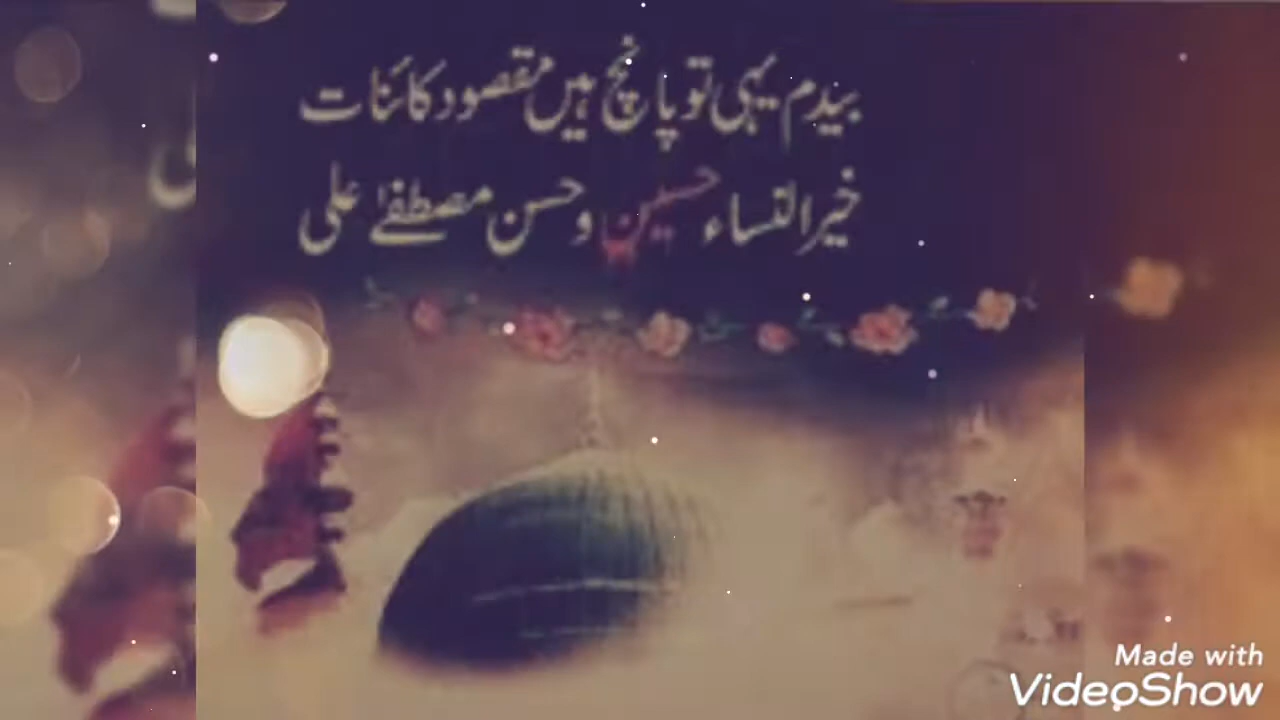 بیدم یہی تو پانچ ہیں مقصود کائنات
خیر النساء حسین و حسن مصطفےٰ علی
Made with
VideoShow